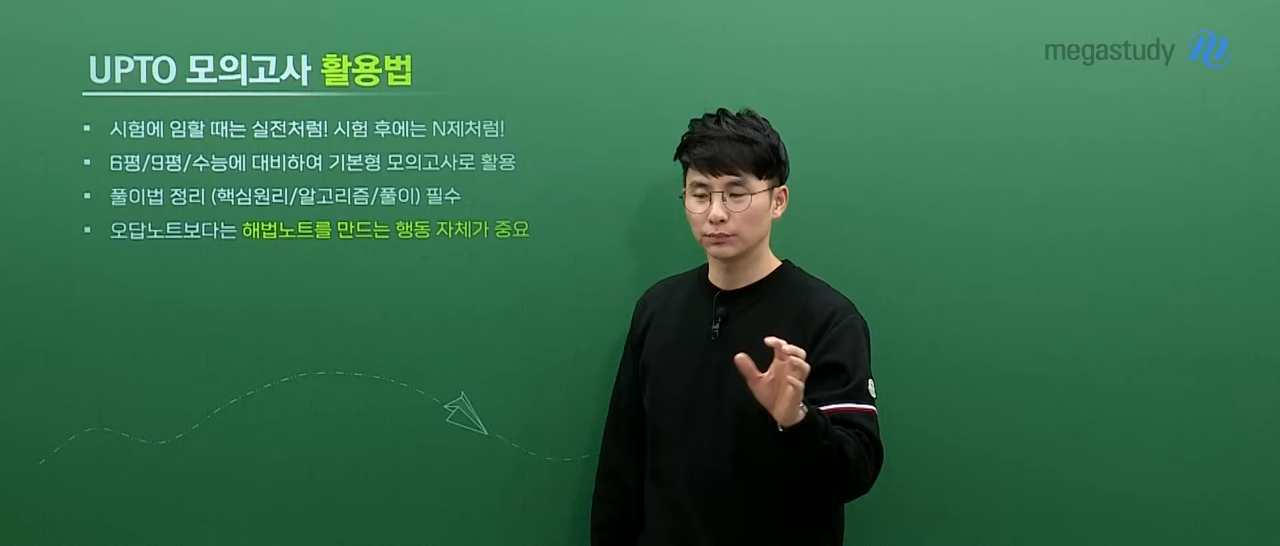 UPTO 모의고사 활용법
megastudy
▪ 시험에 임할 때는 실전처럼! 시험 후에는 N제처럼!
▪ 6평/9평/수능에 대비하여 기본형 모의고사로 활용
▪ 풀이법 정리 (핵심원리/알고리즘/풀이) 필수
▪ 오답노트보다는 해법노트를 만드는 행동 자체가 중요